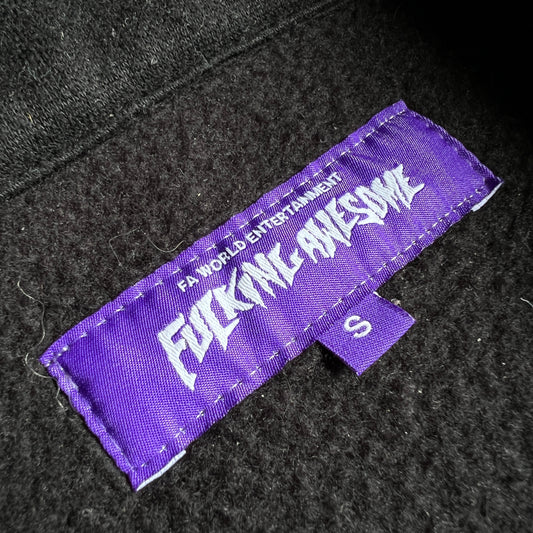 FA WORLD ENTERTAINMENT
FUCKING AWESOME
S